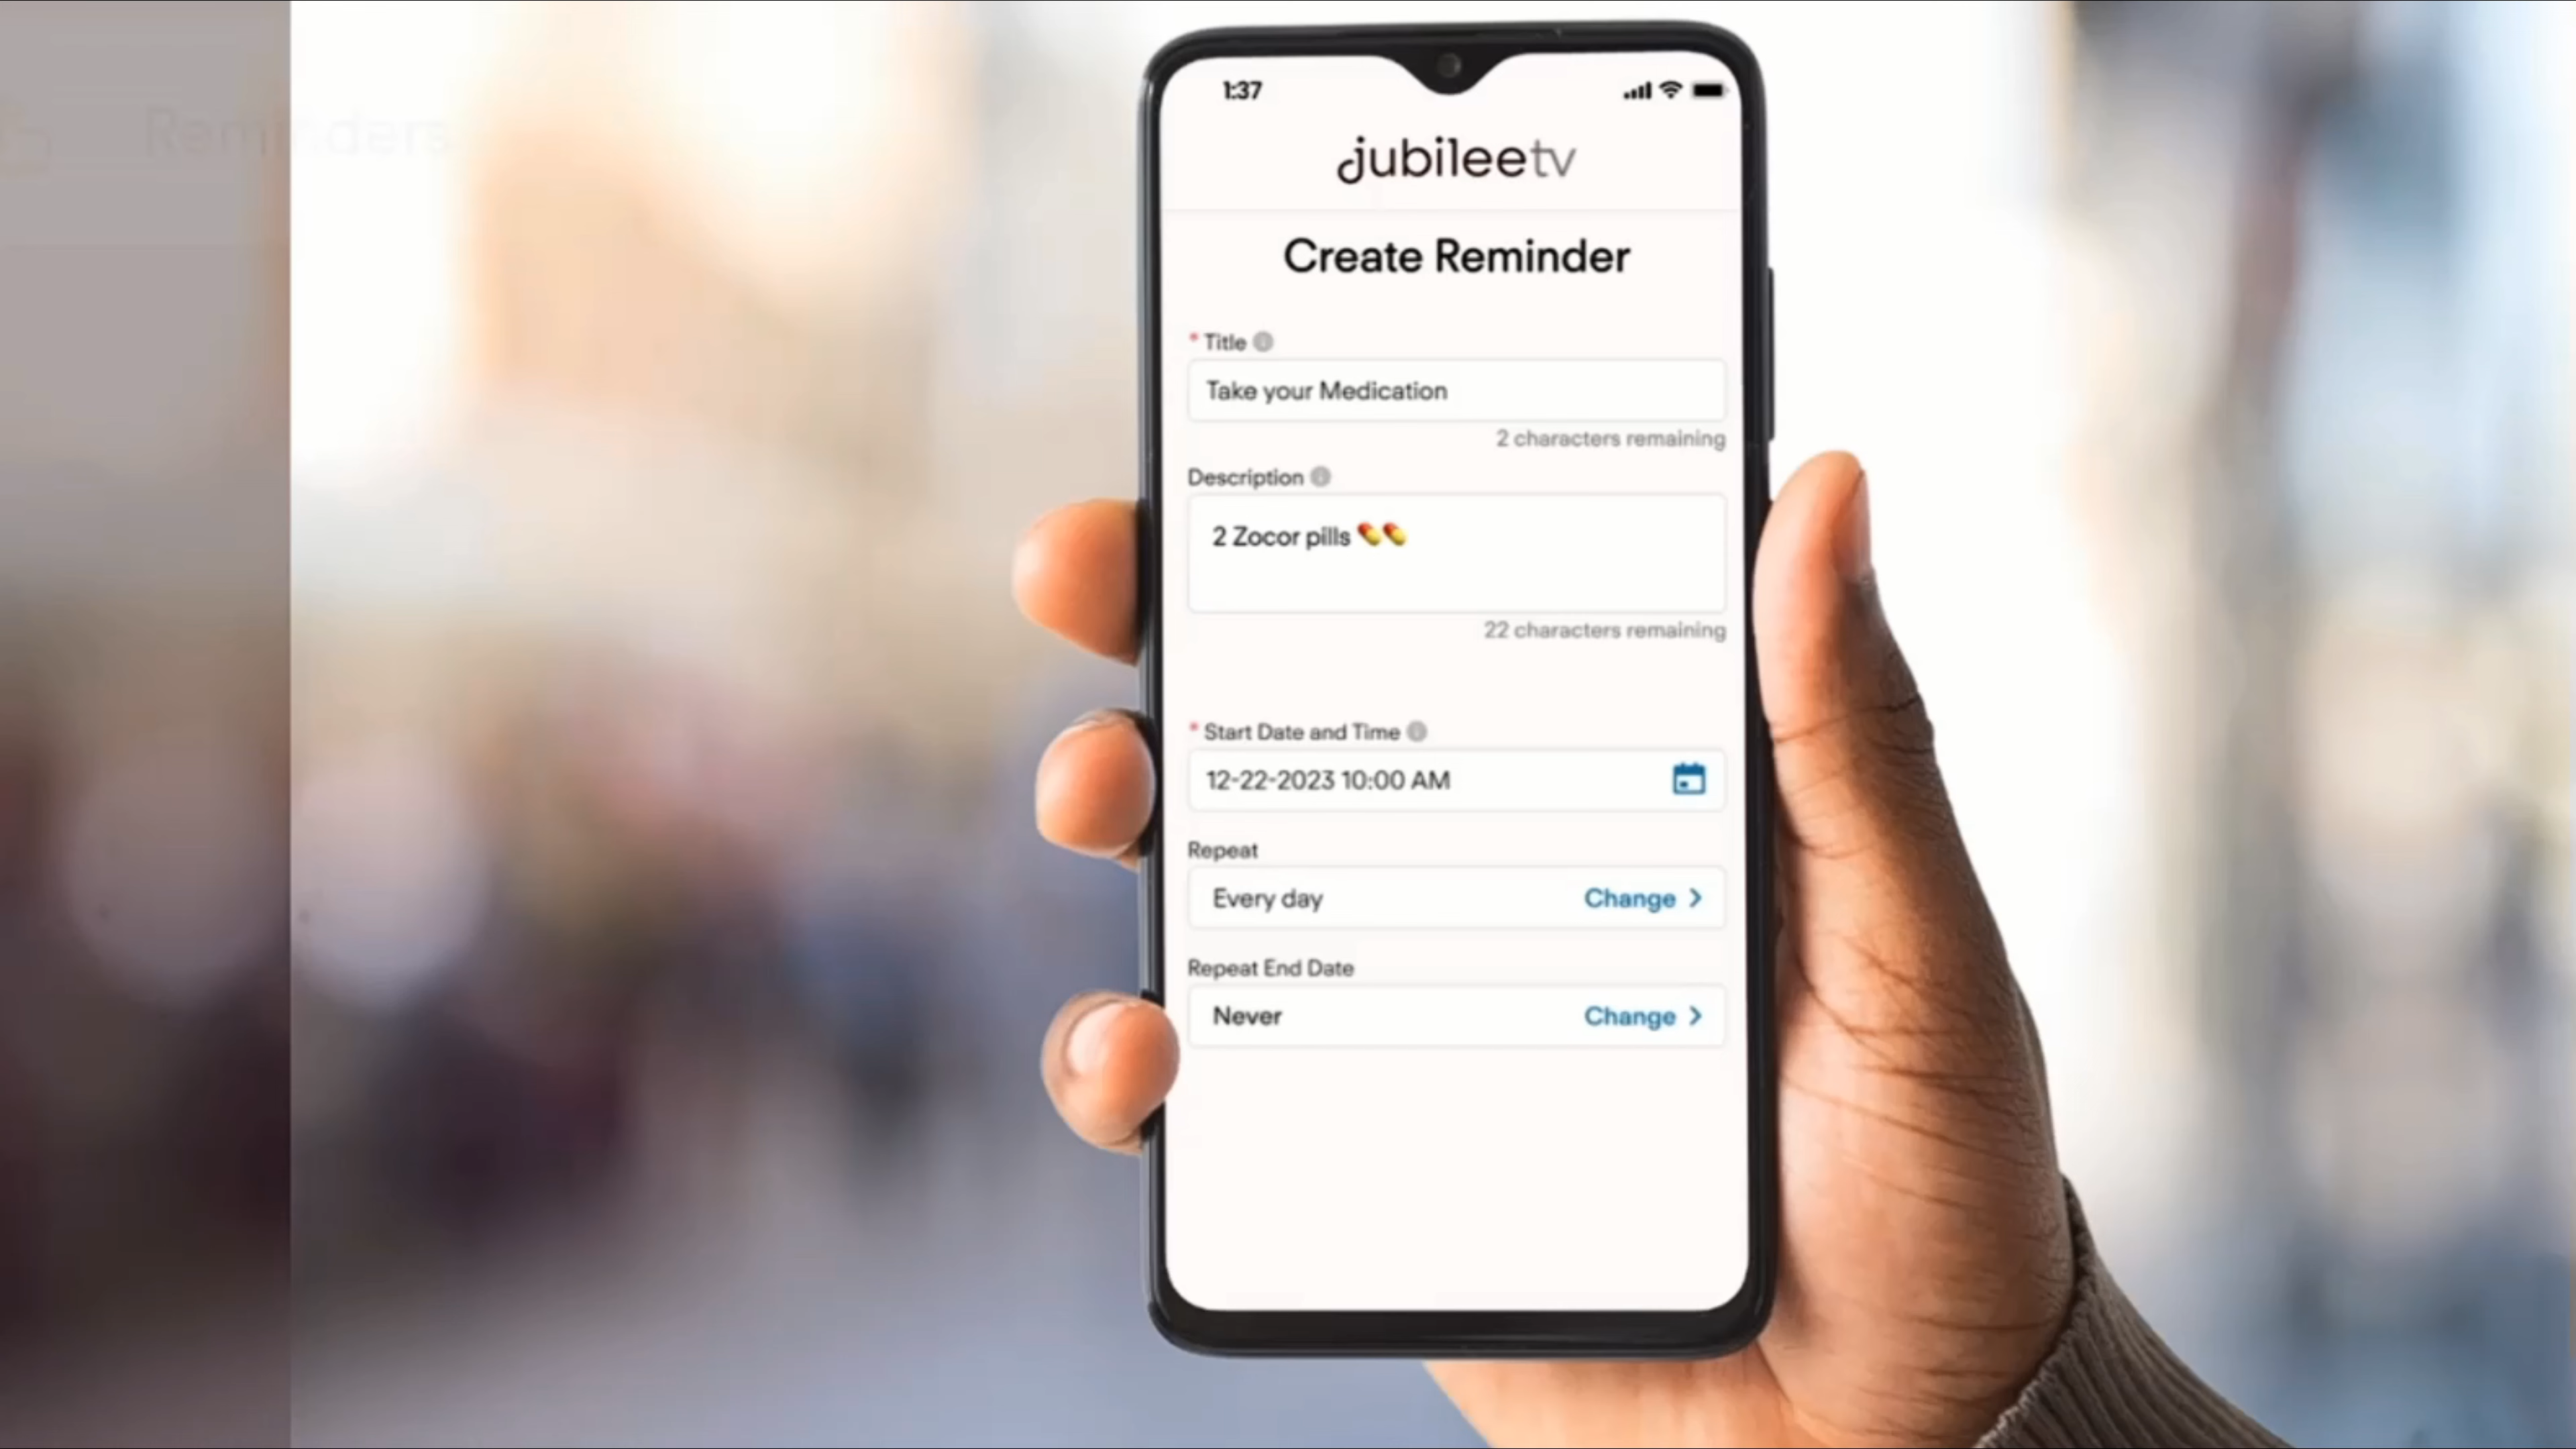 Reminders
1:37
jubileetv
Create Reminder
* Title
Take your Medication
2 characters remaining
Description
2 Zocor pills 💊💊
22 characters remaining
* Start Date and Time
12-22-2023 10:00 AM
Repeat
Every day
Change >
Repeat End Date
Never
Change >